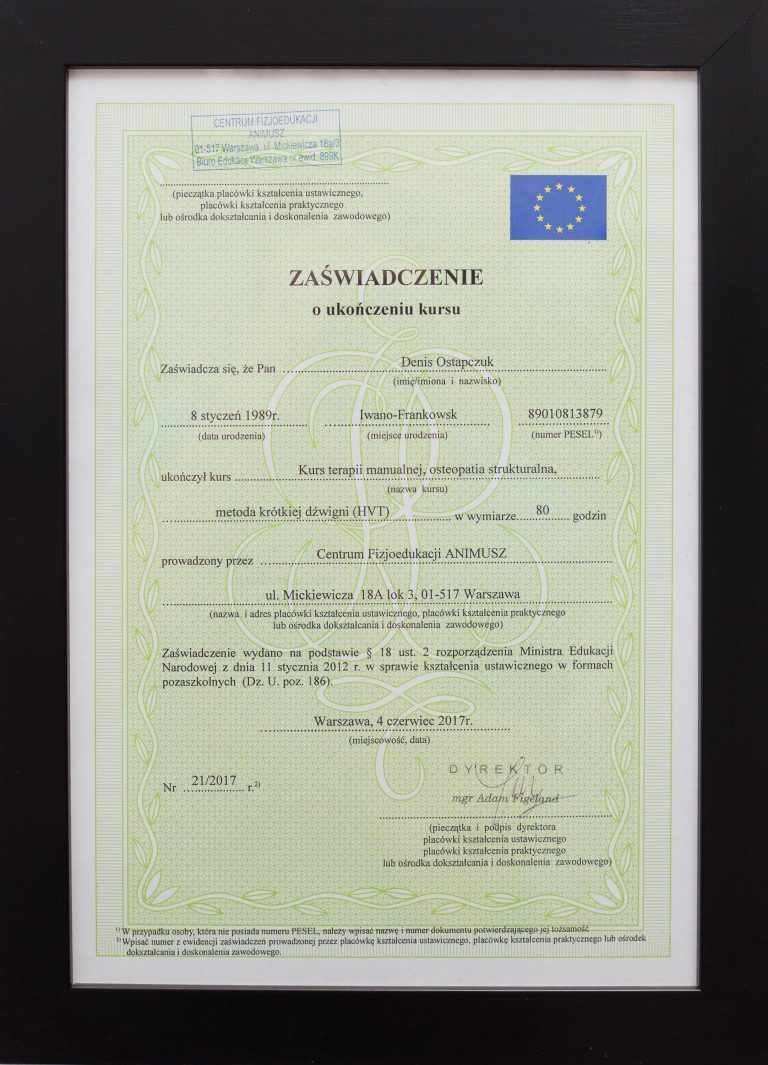 CENTRUM FIZJOEDUKACJI
ANIMUSZ
01-517 Warszawa, ul. Mickiewicza 18a/3
Biuro Edukacji Warszawa nr ewid. 899K
(pieczątka placówki kształcenia ustawicznego,
placówki kształcenia praktycznego
lub ośrodka dokształcania i doskonalenia zawodowego)
ZAŚWIADCZENIE
o ukończeniu kursu
Zaświadcza się, że Pan Denis Ostapczuk
(imię/imiona i nazwisko)
8 styczeń 1989r. Iwano-Frankowsk 89010813879
(data urodzenia) (miejsce urodzenia) (numer PESEL¹⁾)
ukończył kurs Kurs terapii manualnej, osteopatia strukturalna,
(nazwa kursu)
metoda krótkiej dźwigni (HVT) w wymiarze 80 godzin
prowadzony przez Centrum Fizjoedukacji ANIMUSZ
ul. Mickiewicza 18A lok 3, 01-517 Warszawa
(nazwa i adres placówki kształcenia ustawicznego, placówki kształcenia praktycznego
lub ośrodka dokształcania i doskonalenia zawodowego)
Zaświadczenie wydano na podstawie § 18 ust. 2 rozporządzenia Ministra Edukacji
Narodowej z dnia 11 stycznia 2012 r. w sprawie kształcenia ustawicznego w formach
pozaszkolnych (Dz. U. poz. 186).
Warszawa, 4 czerwiec 2017r.
(miejscowość, data)
Nr 21/2017 r.²⁾
DYREKTOR
mgr Adam Figeland
(pieczątka i podpis dyrektora
placówki kształcenia ustawicznego
placówki kształcenia praktycznego
lub ośrodka dokształcania i doskonalenia zawodowego)
¹⁾ W przypadku osoby, która nie posiada numeru PESEL, należy wpisać nazwę i numer dokumentu potwierdzającego jej tożsamość
²⁾ Wpisać numer z ewidencji zaświadczeń prowadzonej przez placówkę kształcenia ustawicznego, placówkę kształcenia praktycznego lub ośrodek
dokształcania i doskonalenia zawodowego.